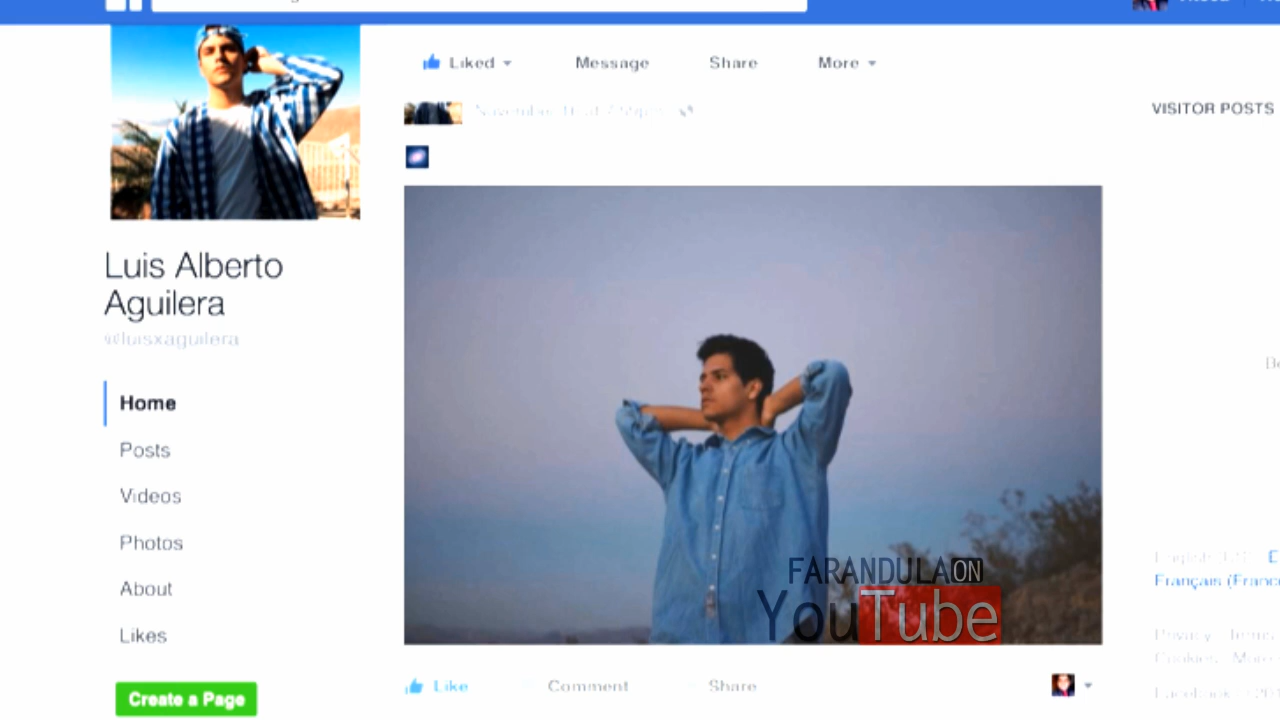 Liked
Message
Share
More
VISITOR POSTS
Luis Alberto
Aguilera
@luisxaguilera
Home
Posts
Videos
Photos
About
Likes
Create a Page
FARANDULAON
YouTube
Like
Comment
Share
Français (France